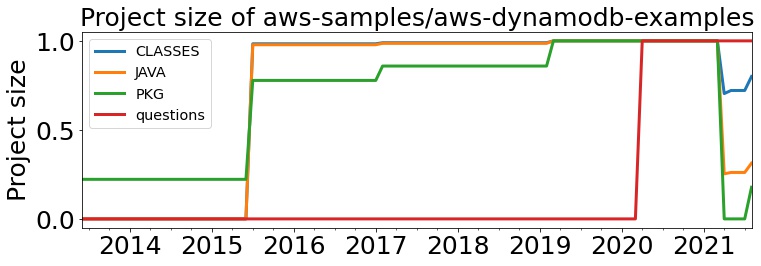 Project size of aws-samples/aws-dynamodb-examples
Project size
1.0
0.5
0.0
CLASSES
JAVA
PKG
questions
2014 2015 2016 2017 2018 2019 2020 2021